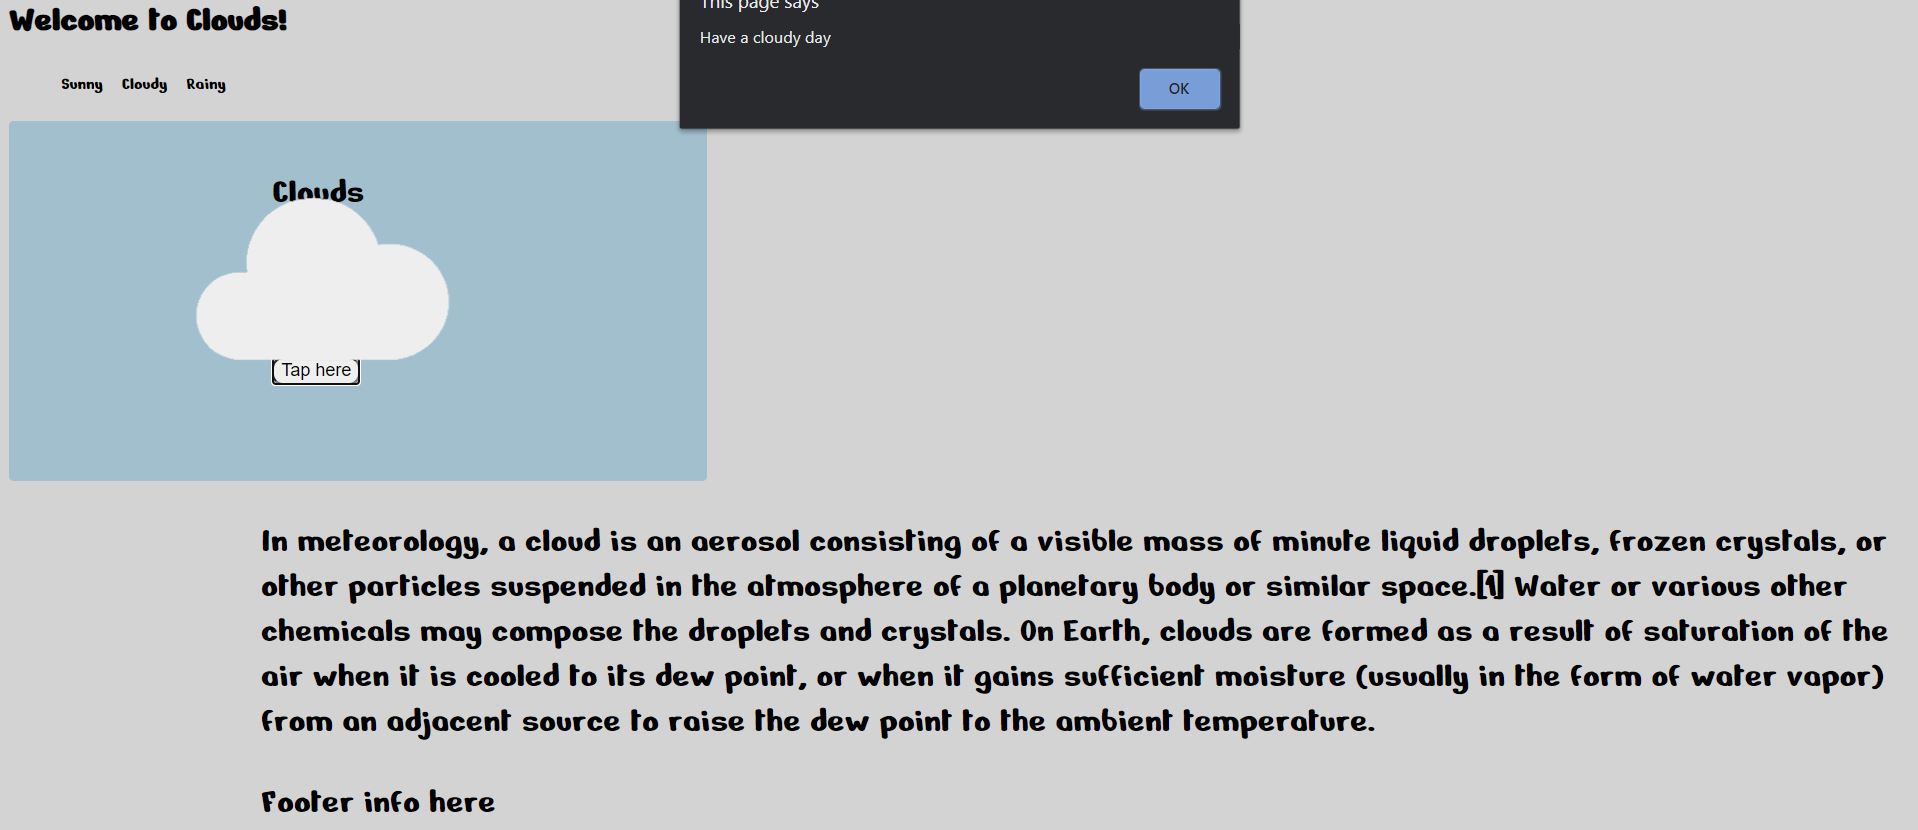 Welcome to Clouds!
This page says
Have a cloudy day
OK
Sunny Cloudy Rainy
Clouds
Tap here
In meteorology, a cloud is an aerosol consisting of a visible mass of minute liquid droplets, frozen crystals, or
other particles suspended in the atmosphere of a planetary body or similar space.[1] Water or various other
chemicals may compose the droplets and crystals. On Earth, clouds are formed as a result of saturation of the
air when it is cooled to its dew point, or when it gains sufficient moisture (usually in the form of water vapor)
from an adjacent source to raise the dew point to the ambient temperature.
Footer info here